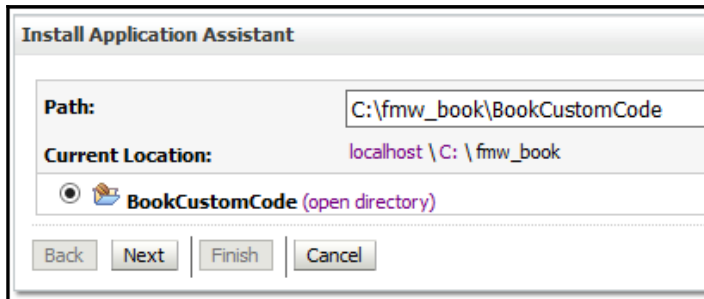 Install Application Assistant
Path: C:\fmw_book\BookCustomCode
Current Location: localhost \ C: \ fmw_book
BookCustomCode (open directory)
Back Next Finish Cancel